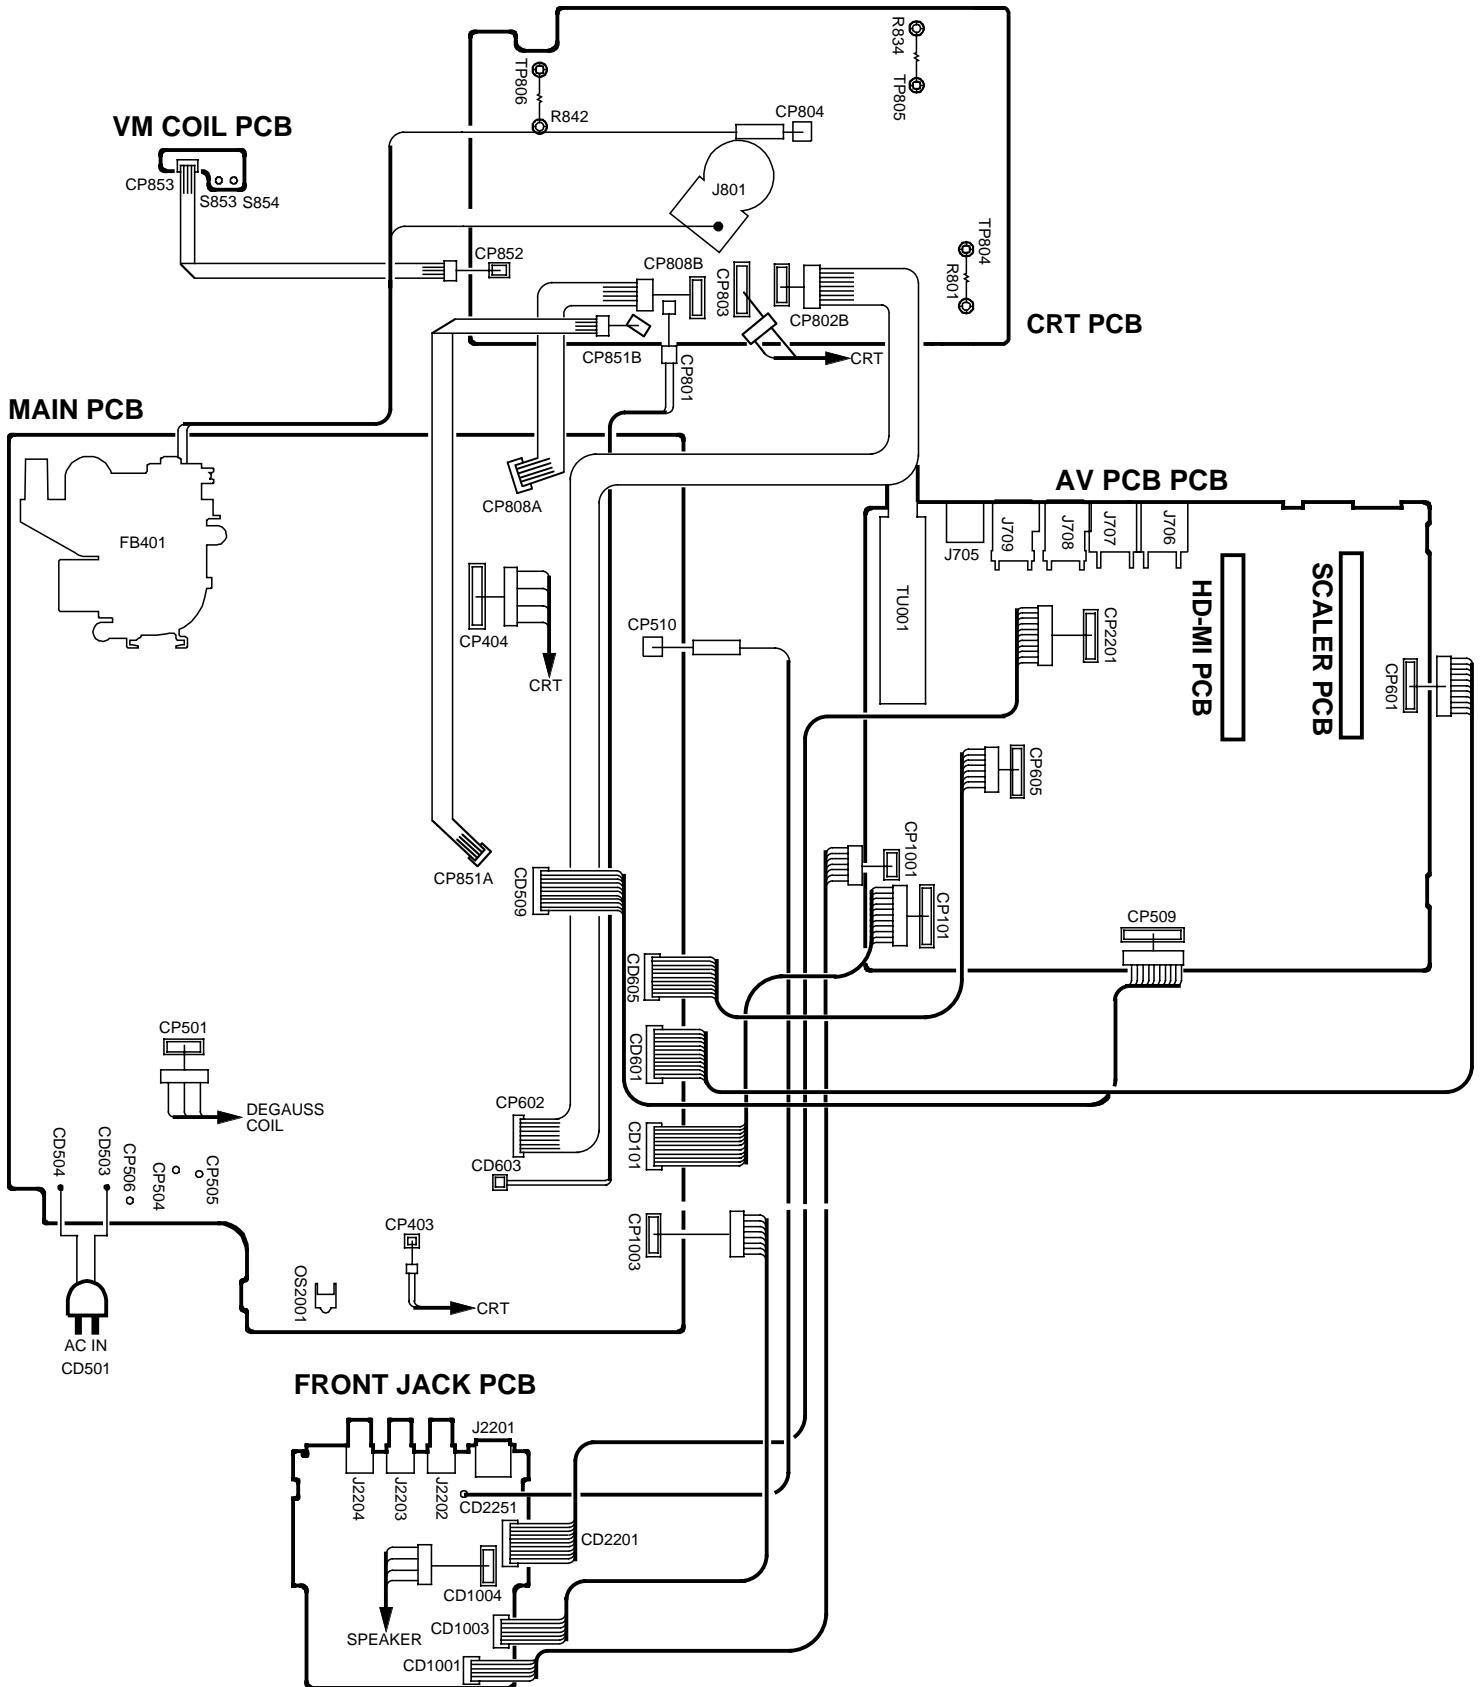 R834
TP805
TP806
R842
CP804
VM COIL PCB
CP853
S853 S854
J801
CP852
CP808B
CP803
CP802B
TP804
R801
CRT PCB
CP851B
CP801
CRT
MAIN PCB
FB401
CP808A
AV PCB PCB
J705
J709
J708
J707
J706
TU001
HD-MI PCB
SCALER PCB
CP404
CRT
CP510
CP2201
CP601
CP605
CP851A
CD509
CP1001
CP101
CP509
CD605
CP501
DEGAUSS
COIL
CD601
CP602
CD504
CD503
CP506
CP504
CP505
CD603
CD101
CP403
CP1003
OS2001
CRT
AC IN
CD501
FRONT JACK PCB
J2201
J2204
J2203
J2202
CD2251
CD2201
CD1004
CD1003
SPEAKER
CD1001